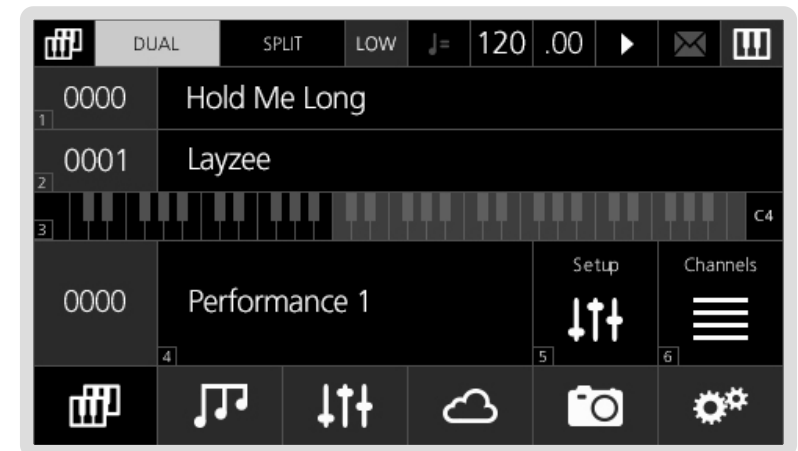 DUAL SPLIT LOW ♩= 120 .00
0000 Hold Me Long
1
0001 Layzee
2
3 C4
Setup Channels
0000 Performance 1
4 5 6